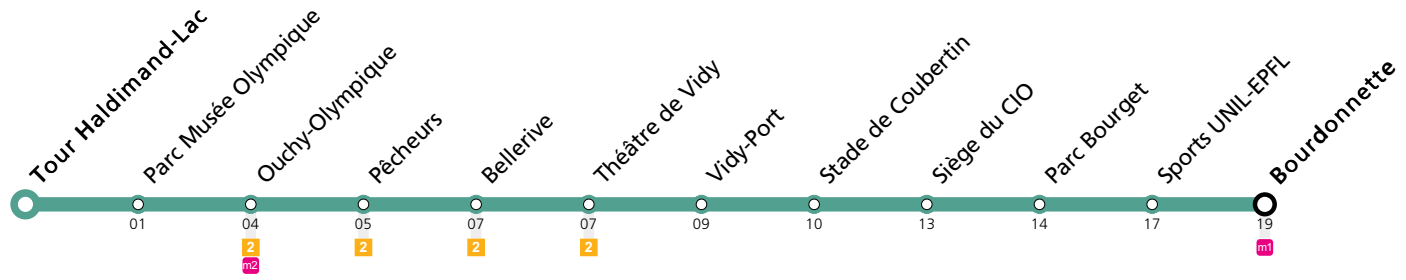 Tour Haldimand-Lac
Parc Musée Olympique
Ouchy-Olympique
Pêcheurs
Bellerive
Théâtre de Vidy
Vidy-Port
Stade de Coubertin
Siège du CIO
Parc Bourget
Sports UNIL-EPFL
Bourdonnette
01 04 05 07 07 09 10 13 14 17 19
2 2 2 2 m1
m2